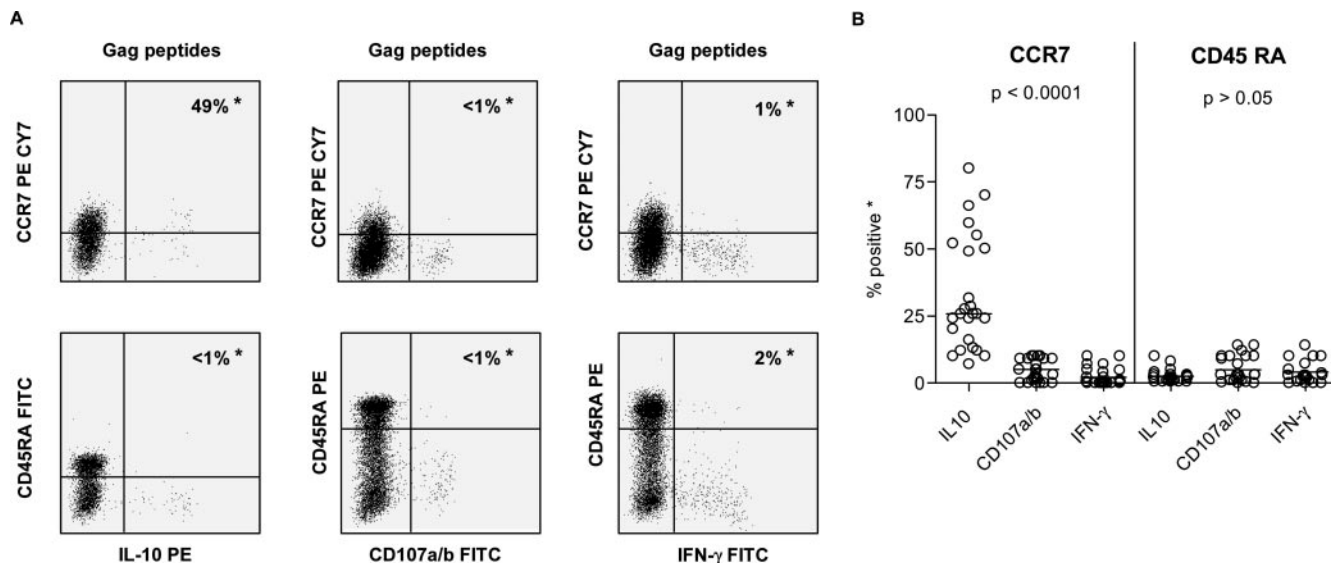 A
Gag peptides
Gag peptides
Gag peptides
CCR7 PE CY7
49% *
CCR7 PE CY7
<1% *
CCR7 PE CY7
1% *
CD45RA FITC
<1% *
CD45RA PE
<1% *
CD45RA PE
2% *
IL-10 PE
CD107a/b FITC
IFN-γ FITC
B
CCR7
CD45 RA
p < 0.0001
p > 0.05
% positive *
100
75
50
25
0
IL10
CD107a/b
IFN-γ
IL10
CD107a/b
IFN-γ